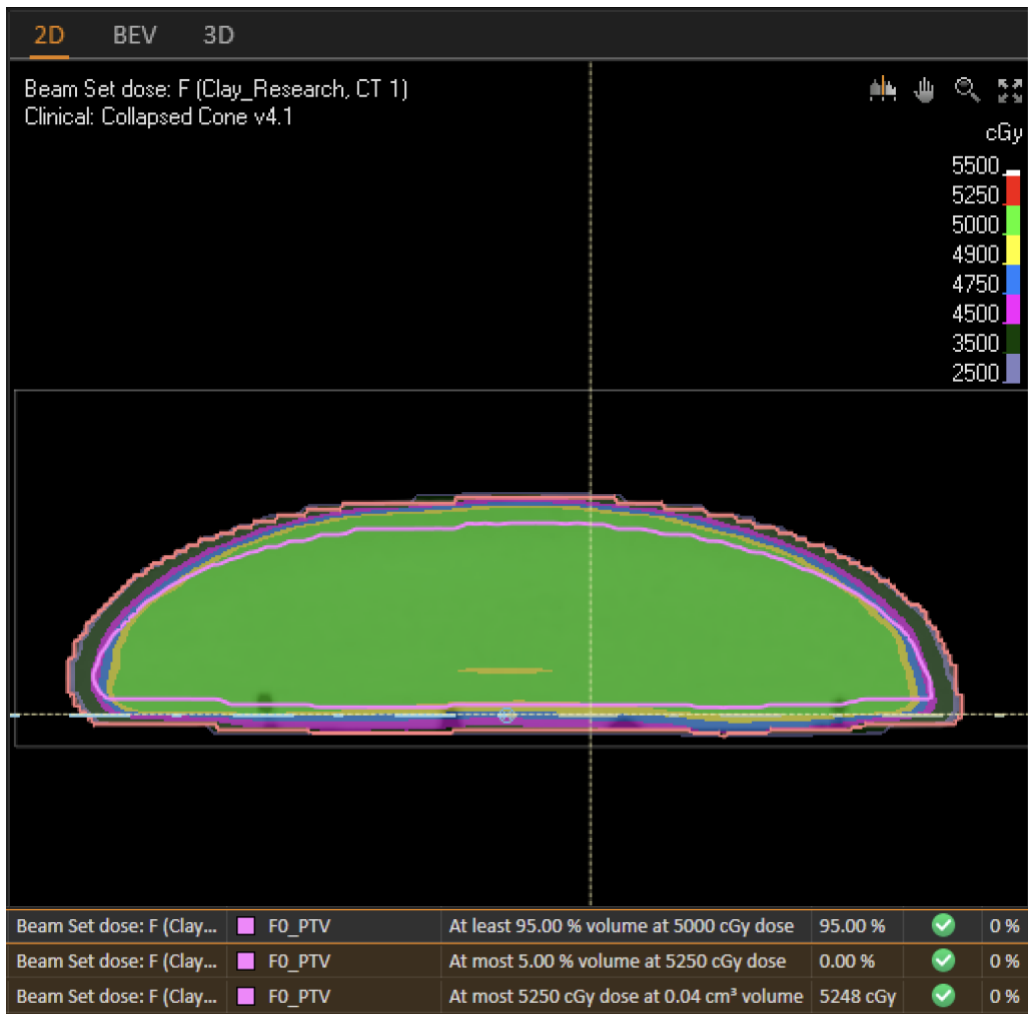 2D BEV 3D
Beam Set dose: F (Clay_Research, CT 1)
Clinical: Collapsed Cone v4.1
cGy
5500
5250
5000
4900
4750
4500
3500
2500
Beam Set dose: F (Clay... F0_PTV At least 95.00 % volume at 5000 cGy dose 95.00 % 0 %
Beam Set dose: F (Clay... F0_PTV At most 5.00 % volume at 5250 cGy dose 0.00 % 0 %
Beam Set dose: F (Clay... F0_PTV At most 5250 cGy dose at 0.04 cm³ volume 5248 cGy 0 %